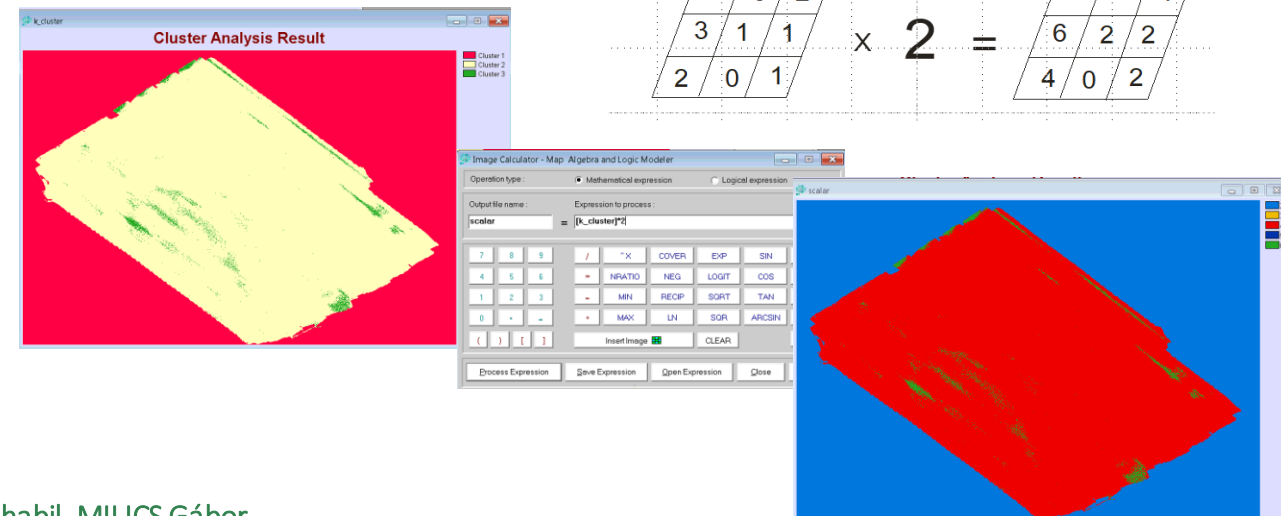 k_cluster
Cluster Analysis Result
Cluster 1
Cluster 2
Cluster 3
3 1 1
2 0 1
x 2 =
6 2 2
4 0 2
Image Calculator - Map Algebra and Logic Modeler
Operation type :
Mathematical expression
Logical expression
Output file name :
Expression to process :
scalar = [k_cluster]*2
7 8 9 / ^X COVER EXP SIN
4 5 6 NRATIO NEG LOGIT COS
1 2 3 - MIN RECIP SQRT TAN
0 MAX LN SQR ARCSIN
( ) [ ] Insert Image CLEAR
Process Expression Save Expression Open Expression Close
scalar
habil. MILICS Gábor